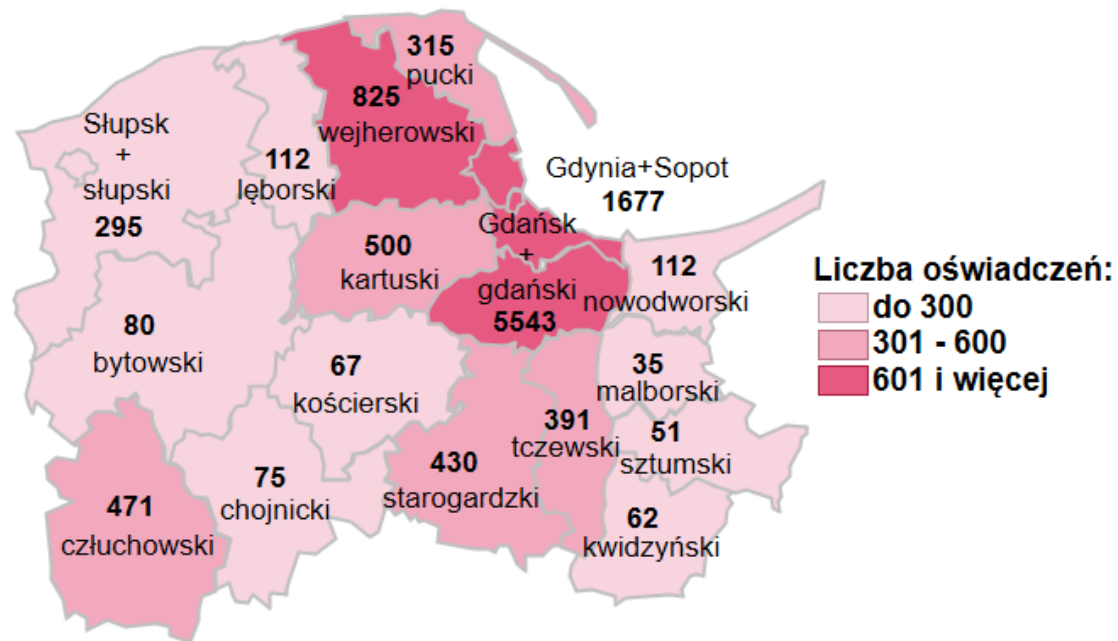 315
pucki
825
wejherowski
Słupsk
+
słupski
295
112
lęborski
Gdynia+Sopot
1677
500
kartuski
Gdańsk
+
gdański
5543
112
nowodworski
80
bytowski
67
kościerski
35
malborski
391
tczewski
51
sztumski
430
starogardzki
75
chojnicki
471
człuchowski
62
kwidzyński
Liczba oświadczeń:
do 300
301 - 600
601 i więcej